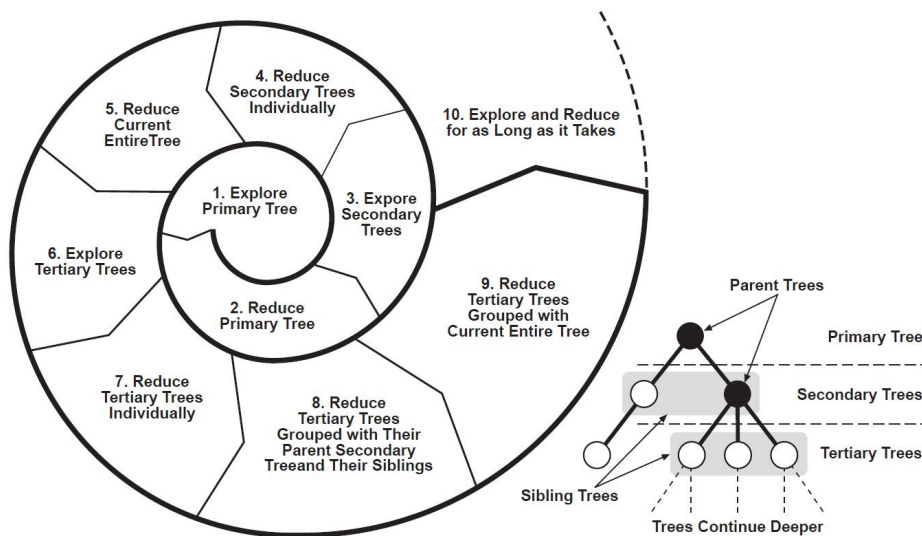 1. Explore
Primary Tree
2. Reduce
Primary Tree
3. Expore
Secondary
Trees
4. Reduce
Secondary Trees
Individually
5. Reduce
Current
EntireTree
6. Explore
Tertiary Trees
7. Reduce
Tertiary Trees
Individually
8. Reduce
Tertiary Trees
Grouped with Their
Parent Secondary
Treeand Their Siblings
9. Reduce
Tertiary Trees
Grouped with
Current Entire Tree
10. Explore and Reduce
for as Long as it Takes
Parent Trees
Primary Tree
Secondary Trees
Tertiary Trees
Sibling Trees
Trees Continue Deeper